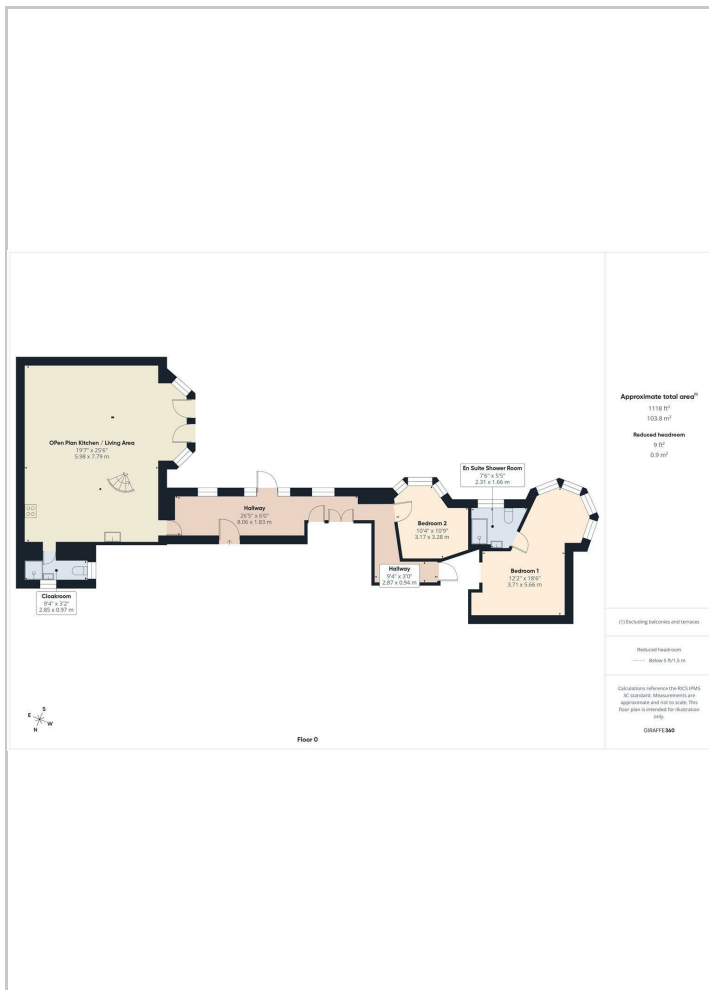 OPen Plan Kitchen / Living Area
19'7" x 25'6"
5.98 x 7.79 m
Hallway
26'5" x 6'0"
8.06 x 1.83 m
Bedroom 2
10'4" x 10'9"
3.17 x 3.28 m
En Suite Shower Room
7'6" x 5'5"
2.31 x 1.66 m
Hallway
9'4" x 3'0"
2.87 x 0.94 m
Bedroom 1
12'2" x 18'6"
3.71 x 5.66 m
Cloakroom
9'4" x 3'2"
2.85 x 0.97 m
S
E
W
N
Floor 0
Approximate total area⁽¹⁾
1118 ft²
103.8 m²
Reduced headroom
9 ft²
0.9 m²
(1) Excluding balconies and terraces
Reduced headroom
Below 5 ft/1.5 m
Calculations reference the RICS IPMS
3C standard. Measurements are
approximate and not to scale. This
floor plan is intended for illustration
only.
GIRAFFE360